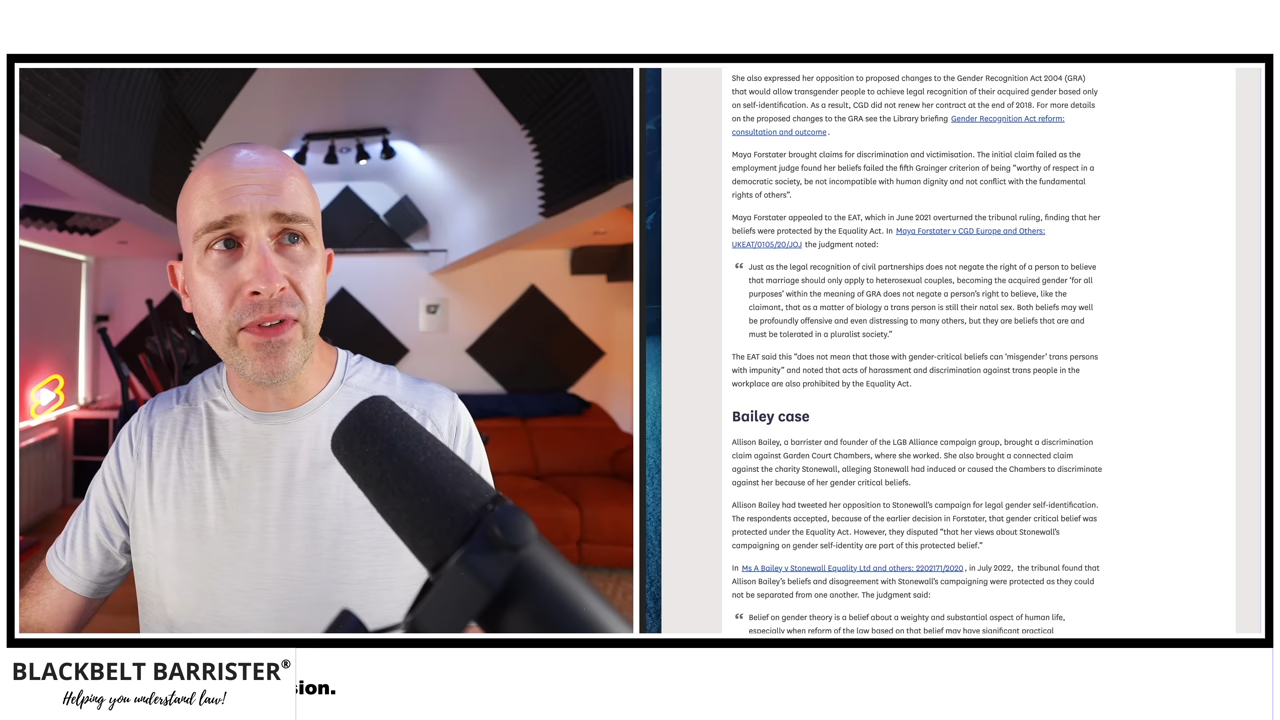 She also expressed her opposition to proposed changes to the Gender Recognition Act 2004 (GRA)
that would allow transgender people to achieve legal recognition of their acquired gender based only
on self-identification. As a result, CGD did not renew her contract at the end of 2018. For more details
on the proposed changes to the GRA see the Library briefing Gender Recognition Act reform:
consultation and outcome.
Maya Forstater brought claims for discrimination and victimisation. The initial claim failed as the
employment judge found her beliefs failed the fifth Grainger criterion of being “worthy of respect in a
democratic society, be not incompatible with human dignity and not conflict with the fundamental
rights of others”.
Maya Forstater appealed to the EAT, which in June 2021 overturned the tribunal ruling, finding that her
beliefs were protected by the Equality Act. In Maya Forstater v CGD Europe and Others:
UKEAT/0105/20/JOJ the judgment noted:
“ Just as the legal recognition of civil partnerships does not negate the right of a person to believe
that marriage should only apply to heterosexual couples, becoming the acquired gender ‘for all
purposes’ within the meaning of GRA does not negate a person’s right to believe, like the
claimant, that as a matter of biology a trans person is still their natal sex. Both beliefs may well
be profoundly offensive and even distressing to many others, but they are beliefs that are and
must be tolerated in a pluralist society.”
The EAT said this “does not mean that those with gender-critical beliefs can ‘misgender’ trans persons
with impunity” and noted that acts of harassment and discrimination against trans people in the
workplace are also prohibited by the Equality Act.
Bailey case
Allison Bailey, a barrister and founder of the LGB Alliance campaign group, brought a discrimination
claim against Garden Court Chambers, where she worked. She also brought a connected claim
against the charity Stonewall, alleging Stonewall had induced or caused the Chambers to discriminate
against her because of her gender critical beliefs.
Allison Bailey had tweeted her opposition to Stonewall’s campaign for legal gender self-identification.
The respondents accepted, because of the earlier decision in Forstater, that gender critical belief was
protected under the Equality Act. However, they disputed “that her views about Stonewall’s
campaigning on gender self-identity are part of this protected belief.”
In Ms A Bailey v Stonewall Equality Ltd and others: 2202171/2020, in July 2022, the tribunal found that
Allison Bailey’s beliefs and disagreement with Stonewall’s campaigning were protected as they could
not be separated from one another. The judgment said:
“ Belief on gender theory is a belief about a weighty and substantial aspect of human life,
especially when reform of the law based on that belief may have significant practical
BLACKBELT BARRISTER®
Helping you understand law!
sion.